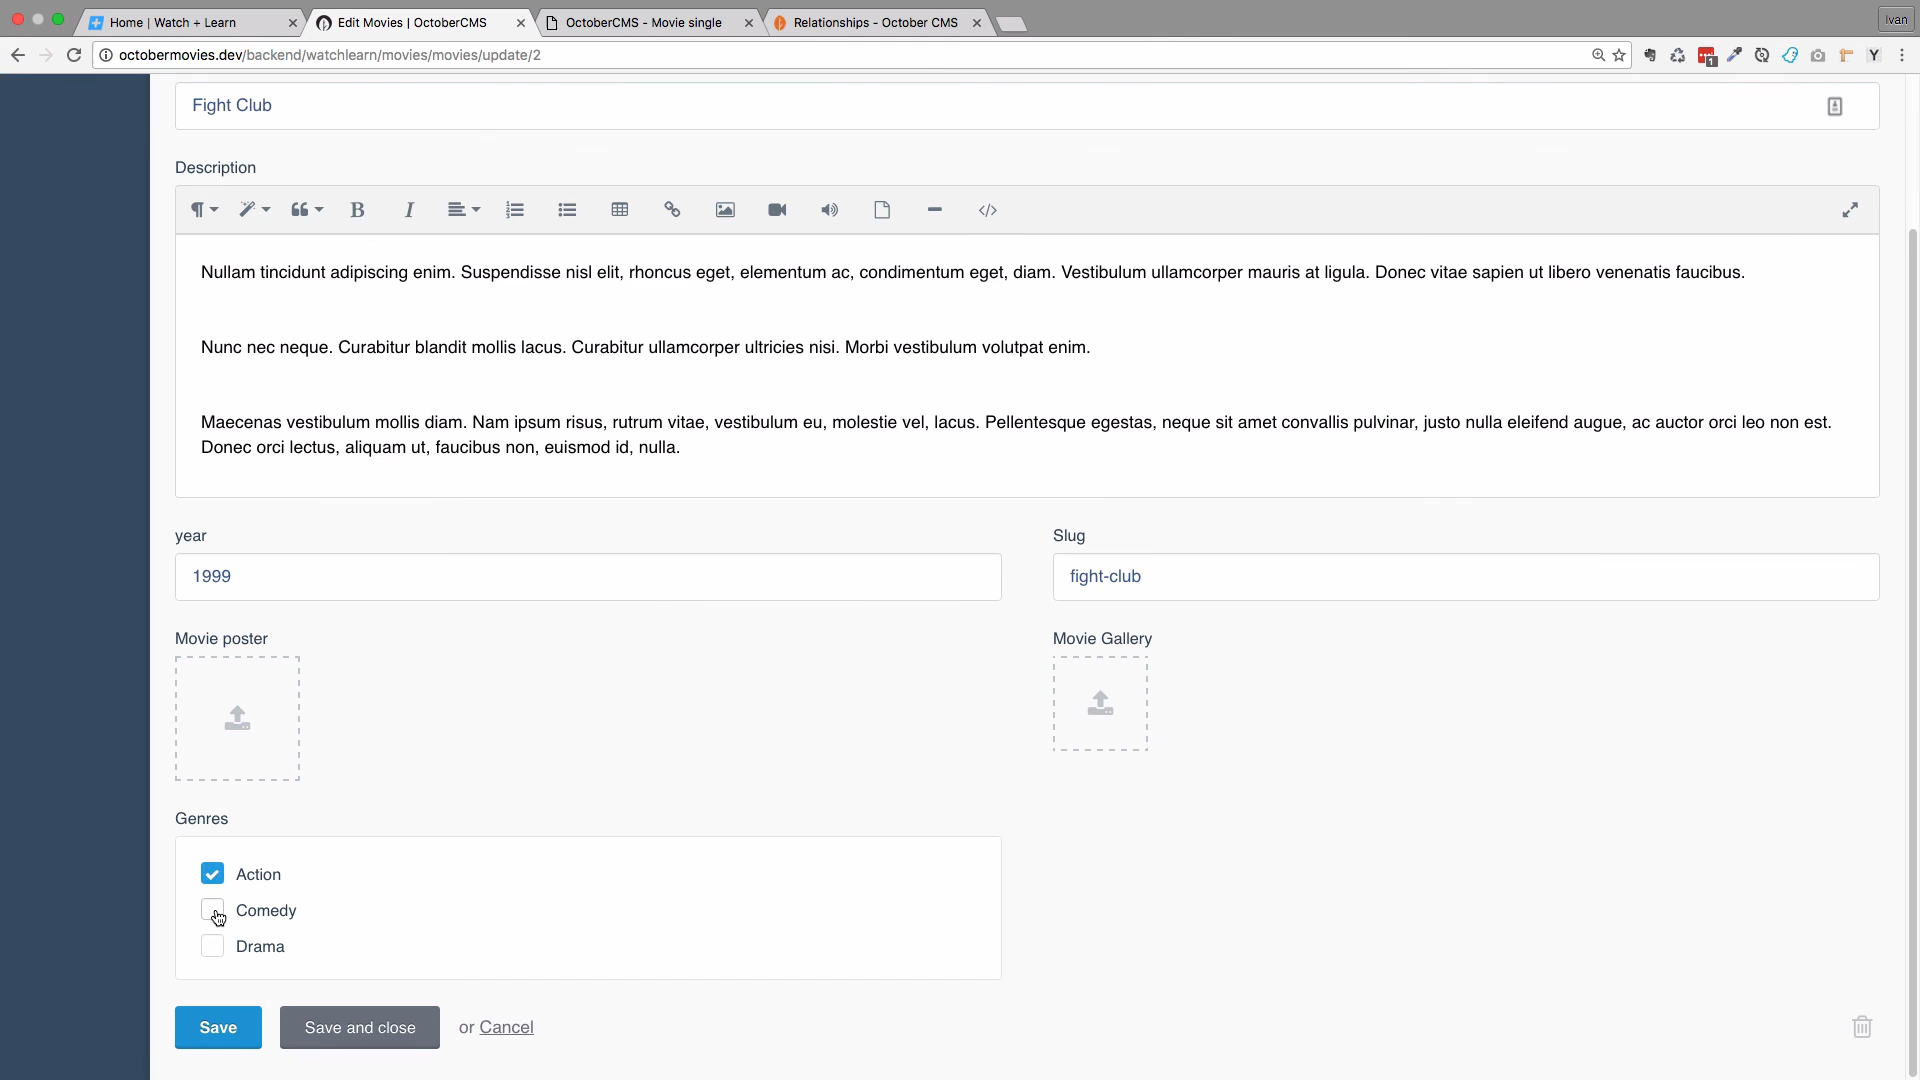 Home | Watch + Learn
Edit Movies | OctoberCMS
OctoberCMS - Movie single
Relationships - October CMS
Ivan
octobermovies.dev/backend/watchlearn/movies/movies/update/2
1
Y
Fight Club
Description
Nullam tincidunt adipiscing enim. Suspendisse nisl elit, rhoncus eget, elementum ac, condimentum eget, diam. Vestibulum ullamcorper mauris at ligula. Donec vitae sapien ut libero venenatis faucibus.
Nunc nec neque. Curabitur blandit mollis lacus. Curabitur ullamcorper ultricies nisi. Morbi vestibulum volutpat enim.
Maecenas vestibulum mollis diam. Nam ipsum risus, rutrum vitae, vestibulum eu, molestie vel, lacus. Pellentesque egestas, neque sit amet convallis pulvinar, justo nulla eleifend augue, ac auctor orci leo non est.
Donec orci lectus, aliquam ut, faucibus non, euismod id, nulla.
year
Slug
1999
fight-club
Movie poster
Movie Gallery
Genres
Action
Comedy
Drama
Save
Save and close
or Cancel